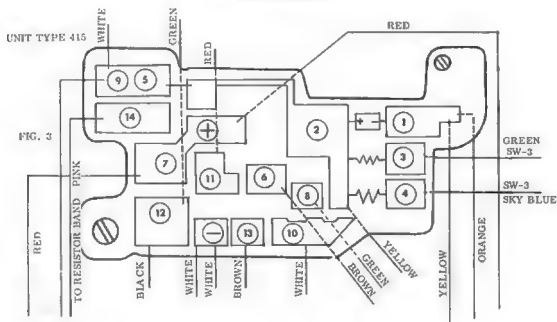 UNIT TYPE 415
WHITE
GREEN
RED
RED
9 5
14
+
2
+ -
1
FIG. 3
7
11
6
3
GREEN
SW-3
8
4
SW-3
SKY BLUE
12
-
13
10
RED
TO RESISTOR BAND PINK
BLACK
WHITE
WHITE
BROWN
WHITE
BROWN
GREEN
YELLOW
YELLOW
ORANGE